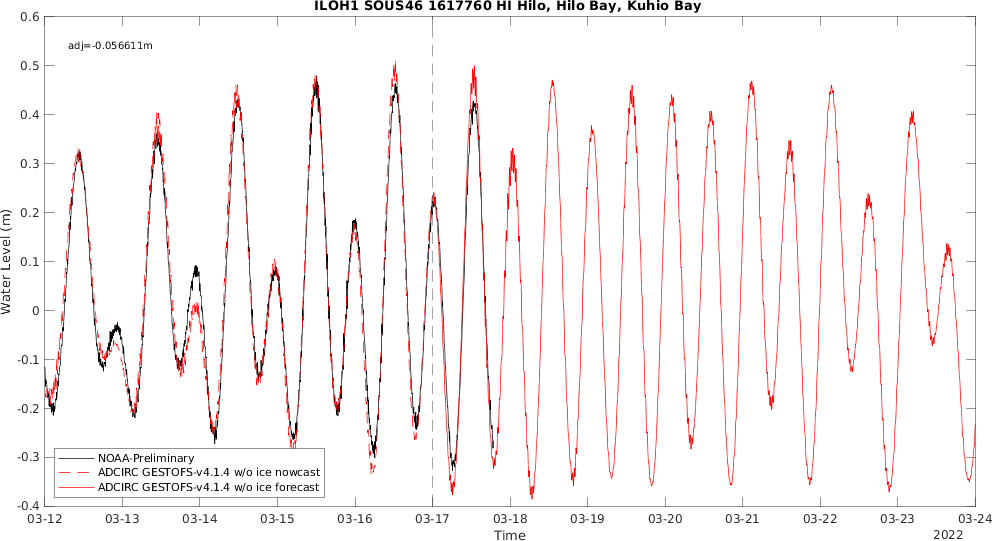 ILOH1 SOUS46 1617760 HI Hilo, Hilo Bay, Kuhio Bay
0.6
adj=-0.056611m
0.5
0.4
0.3
0.2
0.1
0
-0.1
-0.2
-0.3
-0.4
Water Level (m)
NOAA-Preliminary
ADCIRC GESTOFS-v4.1.4 w/o ice nowcast
ADCIRC GESTOFS-v4.1.4 w/o ice forecast
03-12 03-13 03-14 03-15 03-16 03-17 03-18 03-19 03-20 03-21 03-22 03-23 03-24
Time
2022